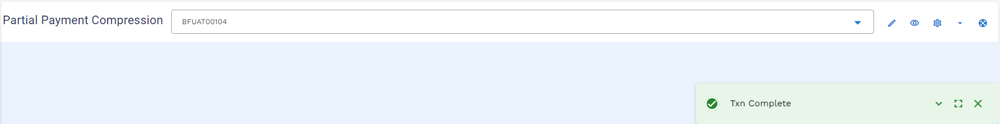 Partial Payment Compression
BFUAT00104
Txn Complete